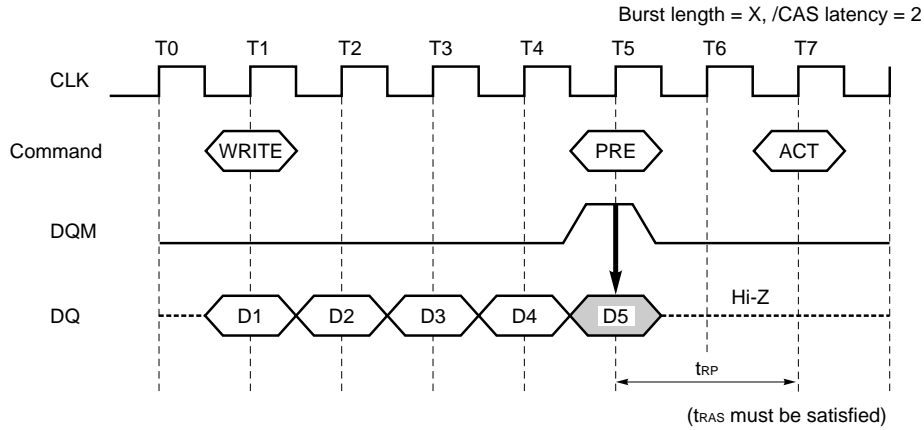 Burst length = X, /CAS latency = 2
T0 T1 T2 T3 T4 T5 T6 T7
CLK
Command WRITE PRE ACT
DQM
DQ D1 D2 D3 D4 D5 Hi-Z
tRP
(tRAS must be satisfied)